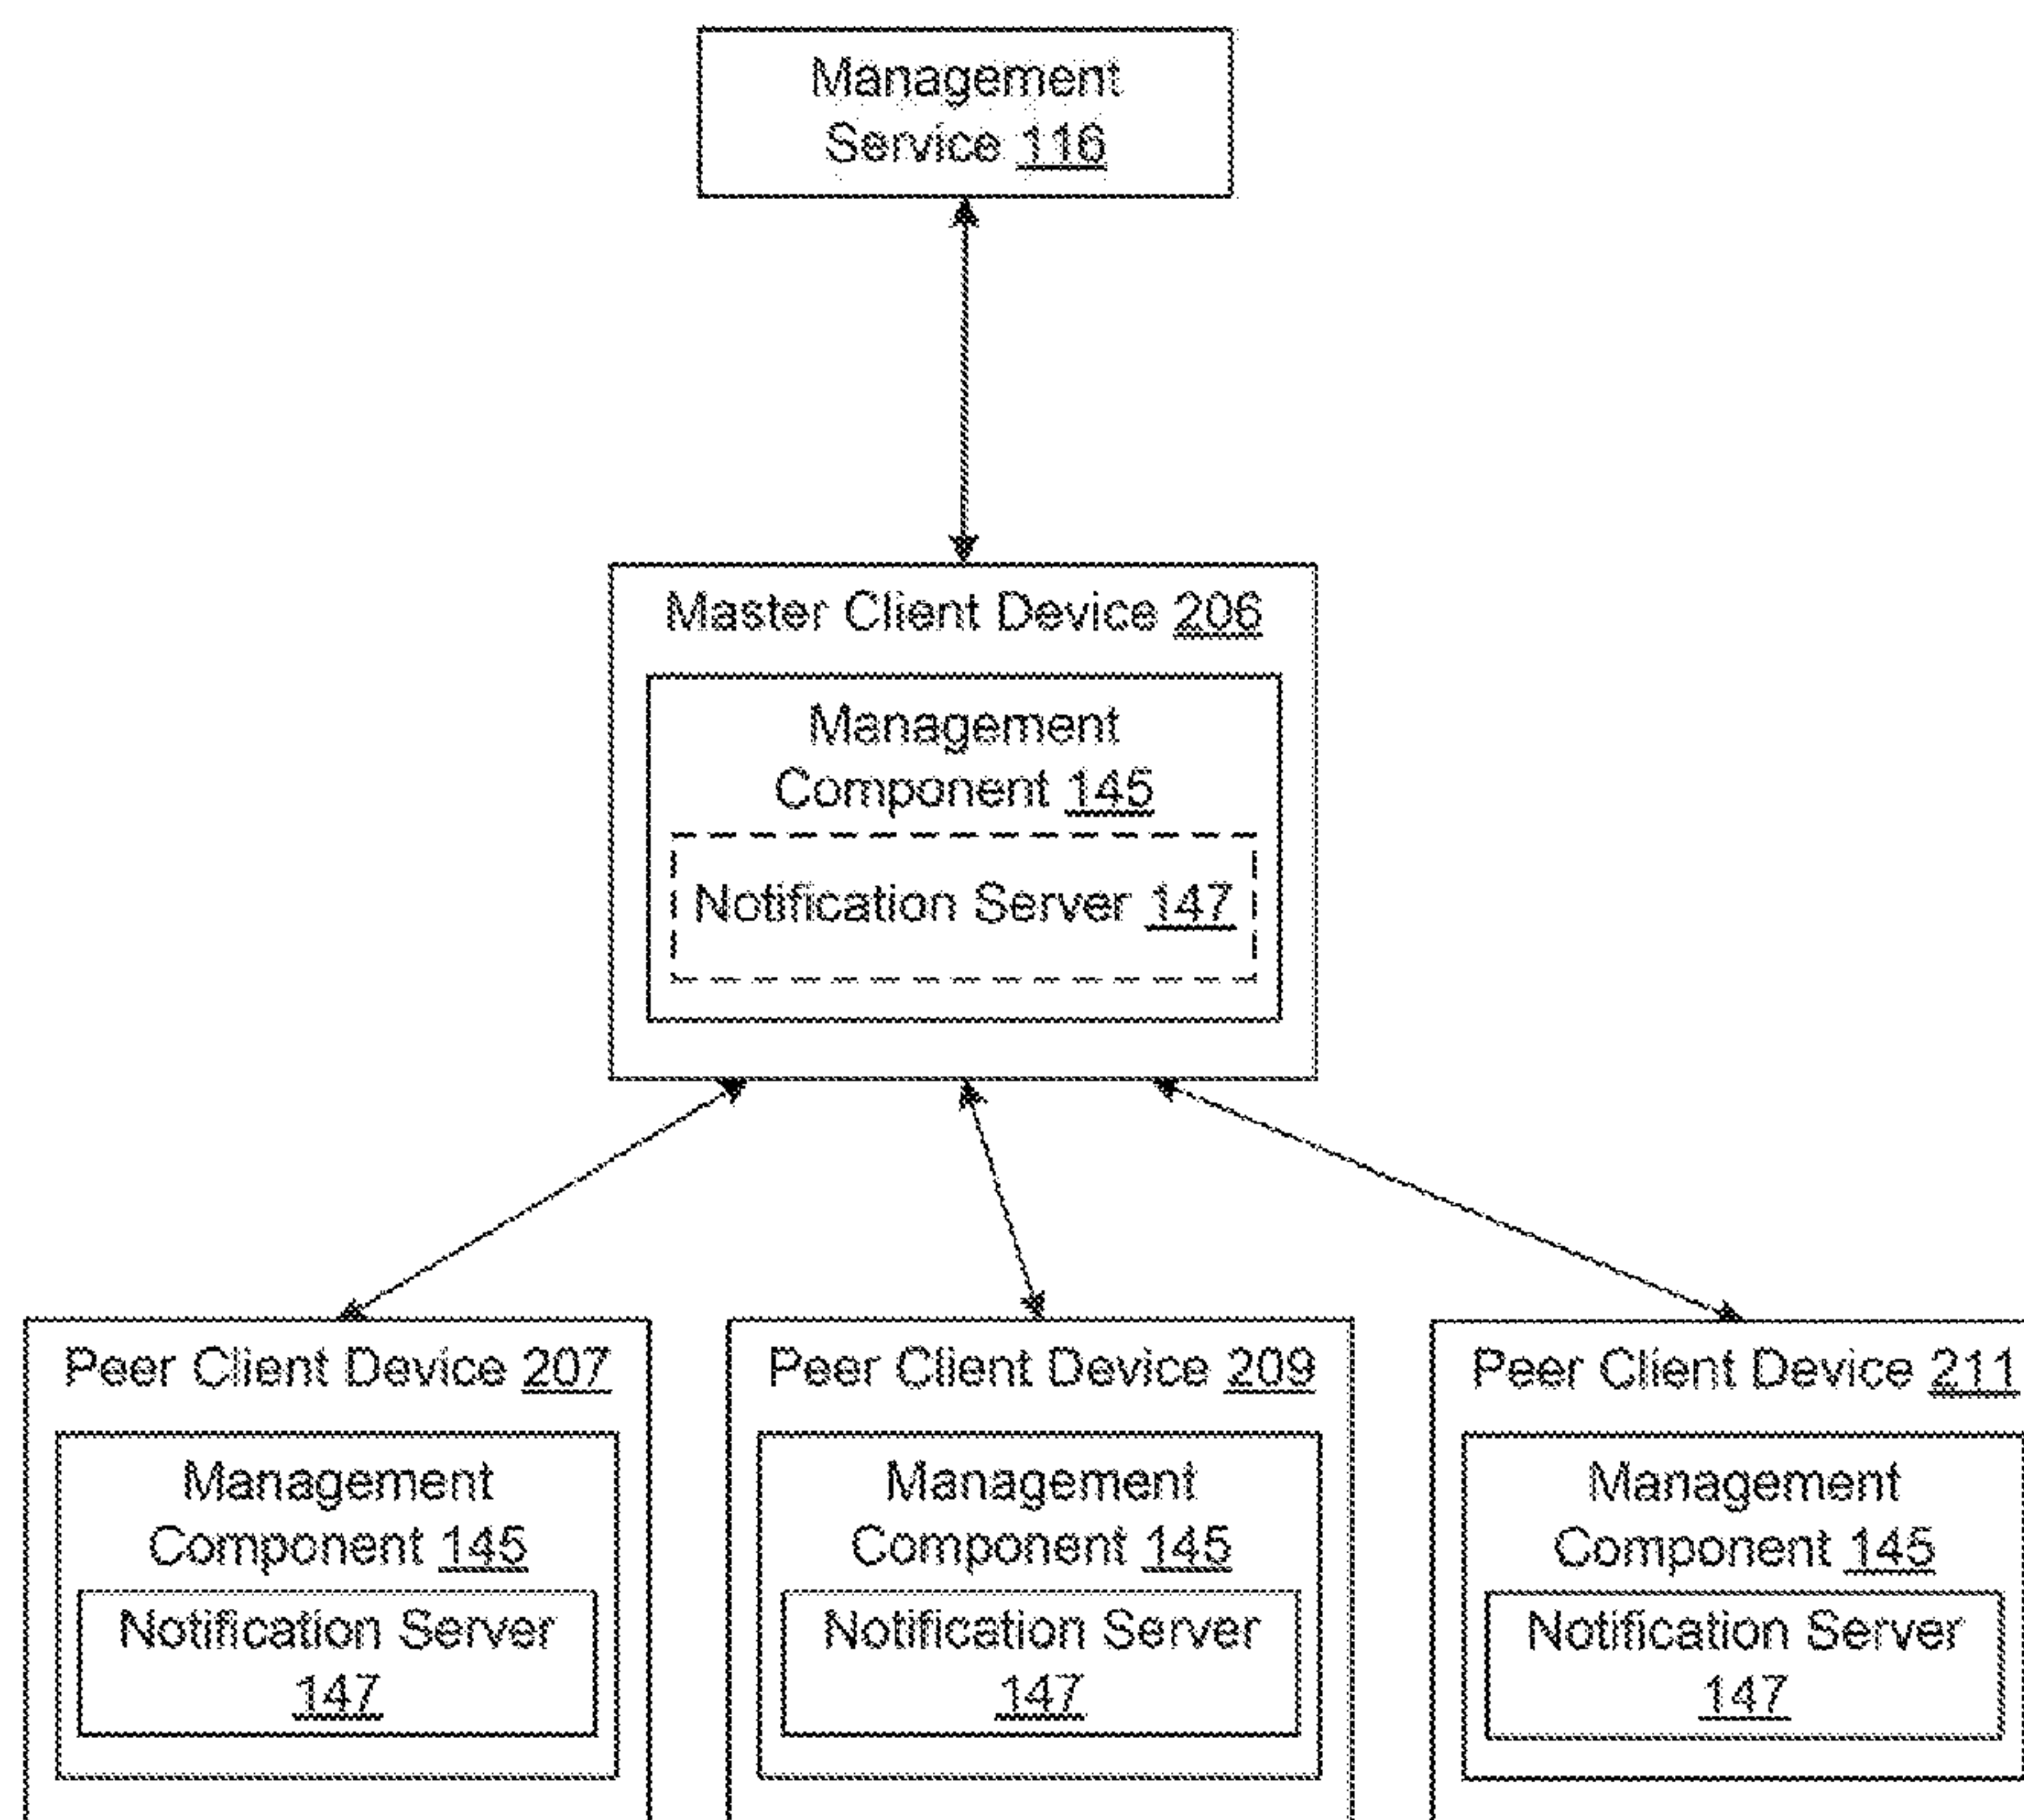 Management
Service 116
Master Client Device 206
Management
Component 145
Notification Server 147
Peer Client Device 207
Management
Component 145
Notification Server
147
Peer Client Device 209
Management
Component 145
Notification Server
147
Peer Client Device 211
Management
Component 145
Notification Server
147